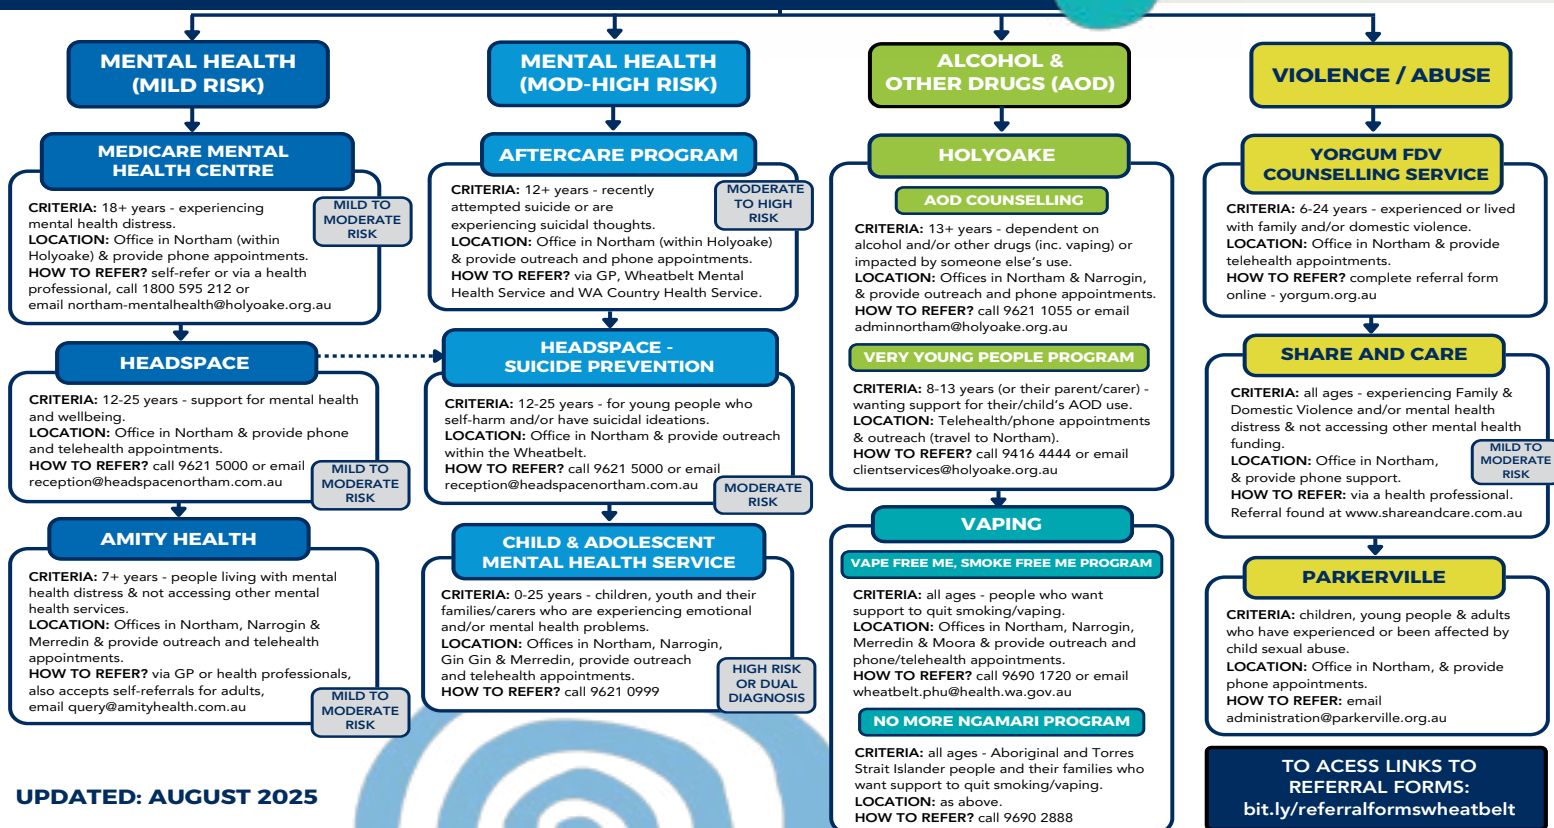 MENTAL HEALTH
(MILD RISK)
MEDICARE MENTAL
HEALTH CENTRE
CRITERIA: 18+ years - experiencing
mental health distress.
LOCATION: Office in Northam (within
Holyoake) & provide phone appointments.
HOW TO REFER? self-refer or via a health
professional, call 1800 595 212 or
email northam-mentalhealth@holyoake.org.au
MILD TO
MODERATE
RISK
HEADSPACE
CRITERIA: 12-25 years - support for mental health
and wellbeing.
LOCATION: Office in Northam & provide phone
and telehealth appointments.
HOW TO REFER? call 9621 5000 or email
reception@headspacenortham.com.au
MILD TO
MODERATE
RISK
AMITY HEALTH
CRITERIA: 7+ years - people living with mental
health distress & not accessing other mental
health services.
LOCATION: Offices in Northam, Narrogin &
Merredin & provide outreach and telehealth
appointments.
HOW TO REFER? via GP or health professionals,
also accepts self-referrals for adults,
email query@amityhealth.com.au
MILD TO
MODERATE
RISK
UPDATED: AUGUST 2025
MENTAL HEALTH
(MOD-HIGH RISK)
AFTERCARE PROGRAM
CRITERIA: 12+ years - recently
attempted suicide or are
experiencing suicidal thoughts.
LOCATION: Office in Northam (within Holyoake)
& provide outreach and phone appointments.
HOW TO REFER? via GP, Wheatbelt Mental
Health Service and WA Country Health Service.
MODERATE
TO HIGH
RISK
HEADSPACE -
SUICIDE PREVENTION
CRITERIA: 12-25 years - for young people who
self-harm and/or have suicidal ideations.
LOCATION: Office in Northam & provide outreach
within the Wheatbelt.
HOW TO REFER? call 9621 5000 or email
reception@headspacenortham.com.au
MODERATE
RISK
CHILD & ADOLESCENT
MENTAL HEALTH SERVICE
CRITERIA: 0-25 years - children, youth and their
families/carers who are experiencing emotional
and/or mental health problems.
LOCATION: Offices in Northam, Narrogin,
Gin Gin & Merredin, provide outreach
and telehealth appointments.
HOW TO REFER? call 9621 0999
HIGH RISK
OR DUAL
DIAGNOSIS
ALCOHOL &
OTHER DRUGS (AOD)
HOLYOAKE
AOD COUNSELLING
CRITERIA: 13+ years - dependent on
alcohol and/or other drugs (inc. vaping) or
impacted by someone else's use.
LOCATION: Offices in Northam & Narrogin,
& provide outreach and phone appointments.
HOW TO REFER? call 9621 1055 or email
adminnortham@holyoake.org.au
VERY YOUNG PEOPLE PROGRAM
CRITERIA: 8-13 years (or their parent/carer) -
wanting support for their/child's AOD use.
LOCATION: Telehealth/phone appointments
& outreach (travel to Northam).
HOW TO REFER? call 9416 4444 or email
clientservices@holyoake.org.au
VAPING
VAPE FREE ME, SMOKE FREE ME PROGRAM
CRITERIA: all ages - people who want
support to quit smoking/vaping.
LOCATION: Offices in Northam, Narrogin,
Merredin & Moora & provide outreach and
phone/telehealth appointments.
HOW TO REFER? call 9690 1720 or email
wheatbelt.phu@health.wa.gov.au
NO MORE NGAMARI PROGRAM
CRITERIA: all ages - Aboriginal and Torres
Strait Islander people and their families who
want support to quit smoking/vaping.
LOCATION: as above.
HOW TO REFER? call 9690 2888
VIOLENCE / ABUSE
YORGUM FDV
COUNSELLING SERVICE
CRITERIA: 6-24 years - experienced or lived
with family and/or domestic violence.
LOCATION: Office in Northam & provide
telehealth appointments.
HOW TO REFER? complete referral form
online - yorgum.org.au
SHARE AND CARE
CRITERIA: all ages - experiencing Family &
Domestic Violence and/or mental health
distress & not accessing other mental health
funding.
LOCATION: Office in Northam,
& provide phone support.
HOW TO REFER: via a health professional.
Referral found at www.shareandcare.com.au
MILD TO
MODERATE
RISK
PARKERVILLE
CRITERIA: children, young people & adults
who have experienced or been affected by
child sexual abuse.
LOCATION: Office in Northam, & provide
phone appointments.
HOW TO REFER: email
administration@parkerville.org.au
TO ACESS LINKS TO
REFERRAL FORMS:
bit.ly/referralformswheatbelt